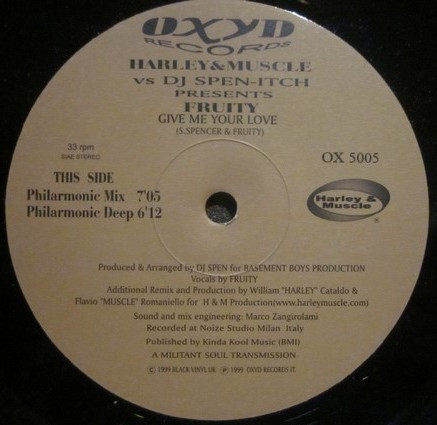 OXYD
RECORDS
HARLEY&MUSCLE
VS DJ SPEN-ITCH
PRESENTS
FRUITY
GIVE ME YOUR LOVE
(S.SPENCER & FRUITY)
33 rpm
SIAE STEREO
OX 5005
THIS SIDE
Philarmonic Mix 7'05
Philarmonic Deep 6'12
Harley &
Muscle
®
Produced & Arranged by DJ SPEN for BASEMENT BOYS PRODUCTION
Vocals by FRUITY
Additional Remix and Production by William "HARLEY" Cataldo &
Flavio "MUSCLE" Romaniello for H & M Production(www.harleymuscle.com)
Sound and mix engineering: Marco Zangirolami
Recorded at Noize Studio Milan Italy
Published by Kinda Kool Music (BMI)
A MILITANT SOUL TRANSMISSION
© 1999 BLACK VINYL UK ℗ 1999 OXYD RECORDS IT.